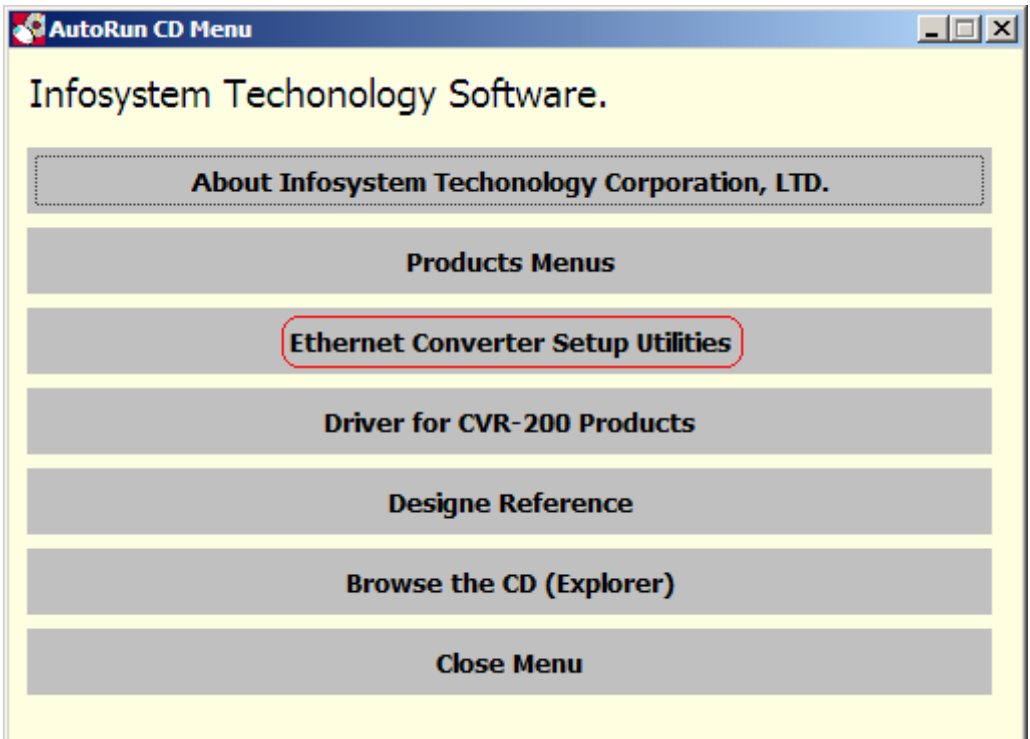 AutoRun CD Menu
Infosystem Techonology Software.
About Infosystem Techonology Corporation, LTD.
Products Menus
Ethernet Converter Setup Utilities
Driver for CVR-200 Products
Designe Reference
Browse the CD (Explorer)
Close Menu